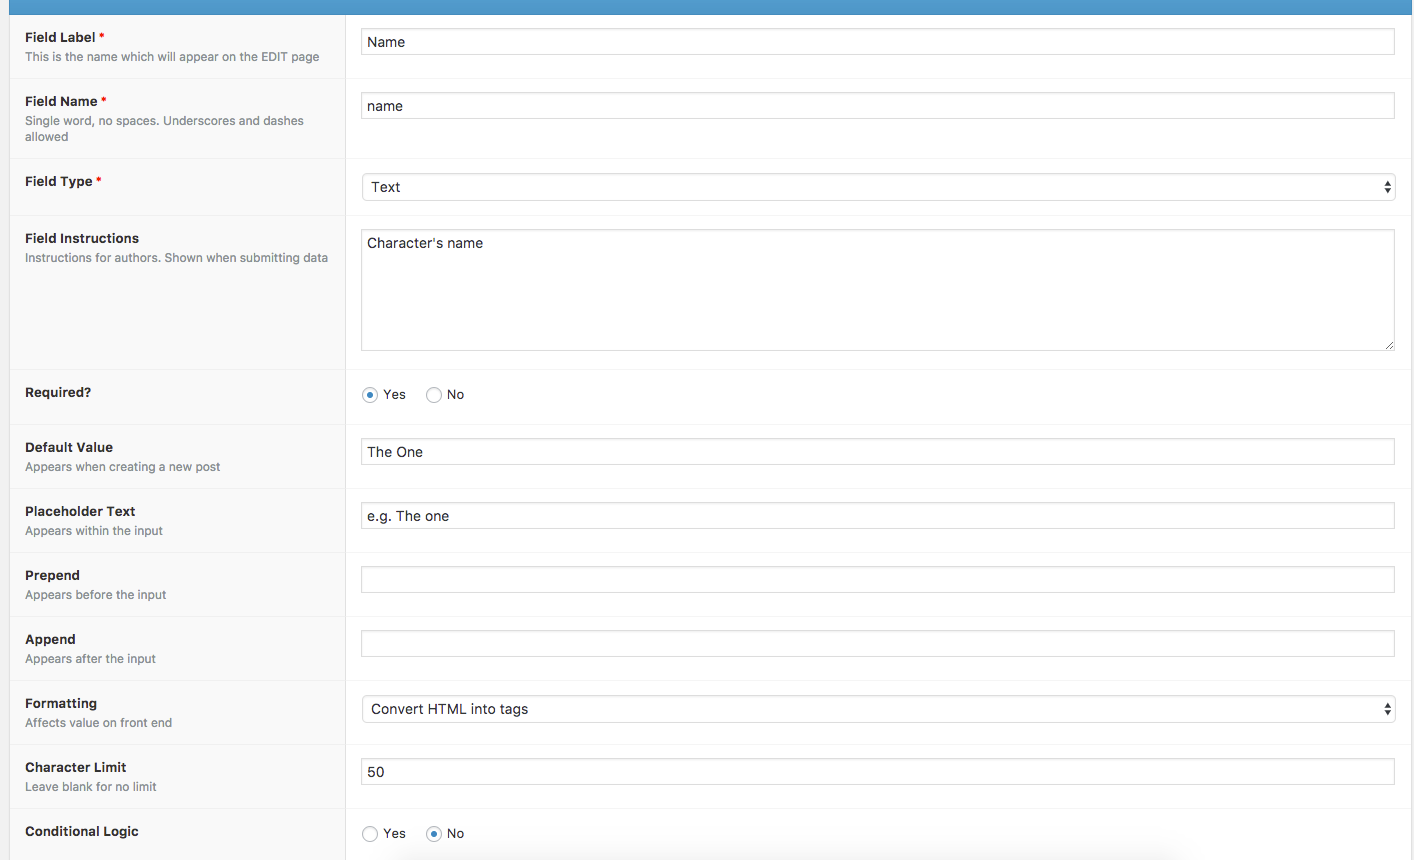 Field Label *
This is the name which will appear on the EDIT page
Name
Field Name *
Single word, no spaces. Underscores and dashes
allowed
name
Field Type *
Text
Field Instructions
Instructions for authors. Shown when submitting data
Character's name
Required?
Yes No
Default Value
Appears when creating a new post
The One
Placeholder Text
Appears within the input
e.g. The one
Prepend
Appears before the input
Append
Appears after the input
Formatting
Affects value on front end
Convert HTML into tags
Character Limit
Leave blank for no limit
50
Conditional Logic
Yes No